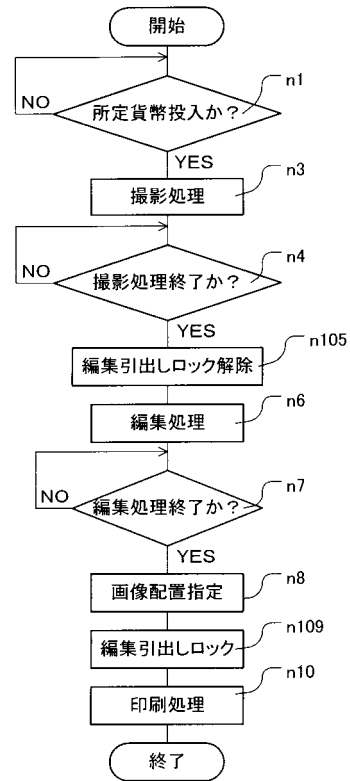 開始
n1
所定貨幣投入か？
NO
YES
n3
撮影処理
n4
撮影処理終了か？
NO
YES
n105
編集引出しロック解除
n6
編集処理
n7
編集処理終了か？
NO
YES
n8
画像配置指定
n109
編集引出しロック
n10
印刷処理
終了